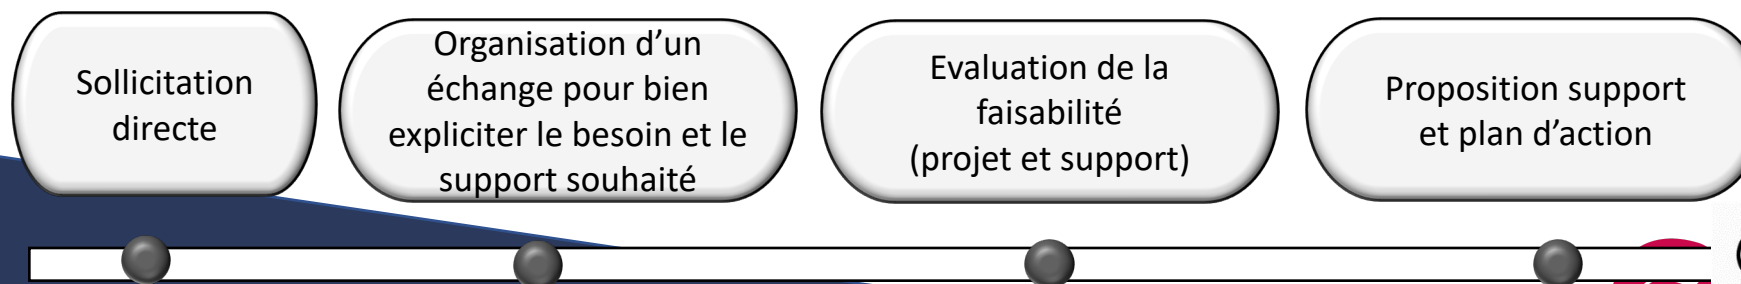 Sollicitation
directe
Organisation d’un
échange pour bien
expliciter le besoin et le
support souhaité
Evaluation de la
faisabilité
(projet et support)
Proposition support
et plan d’action